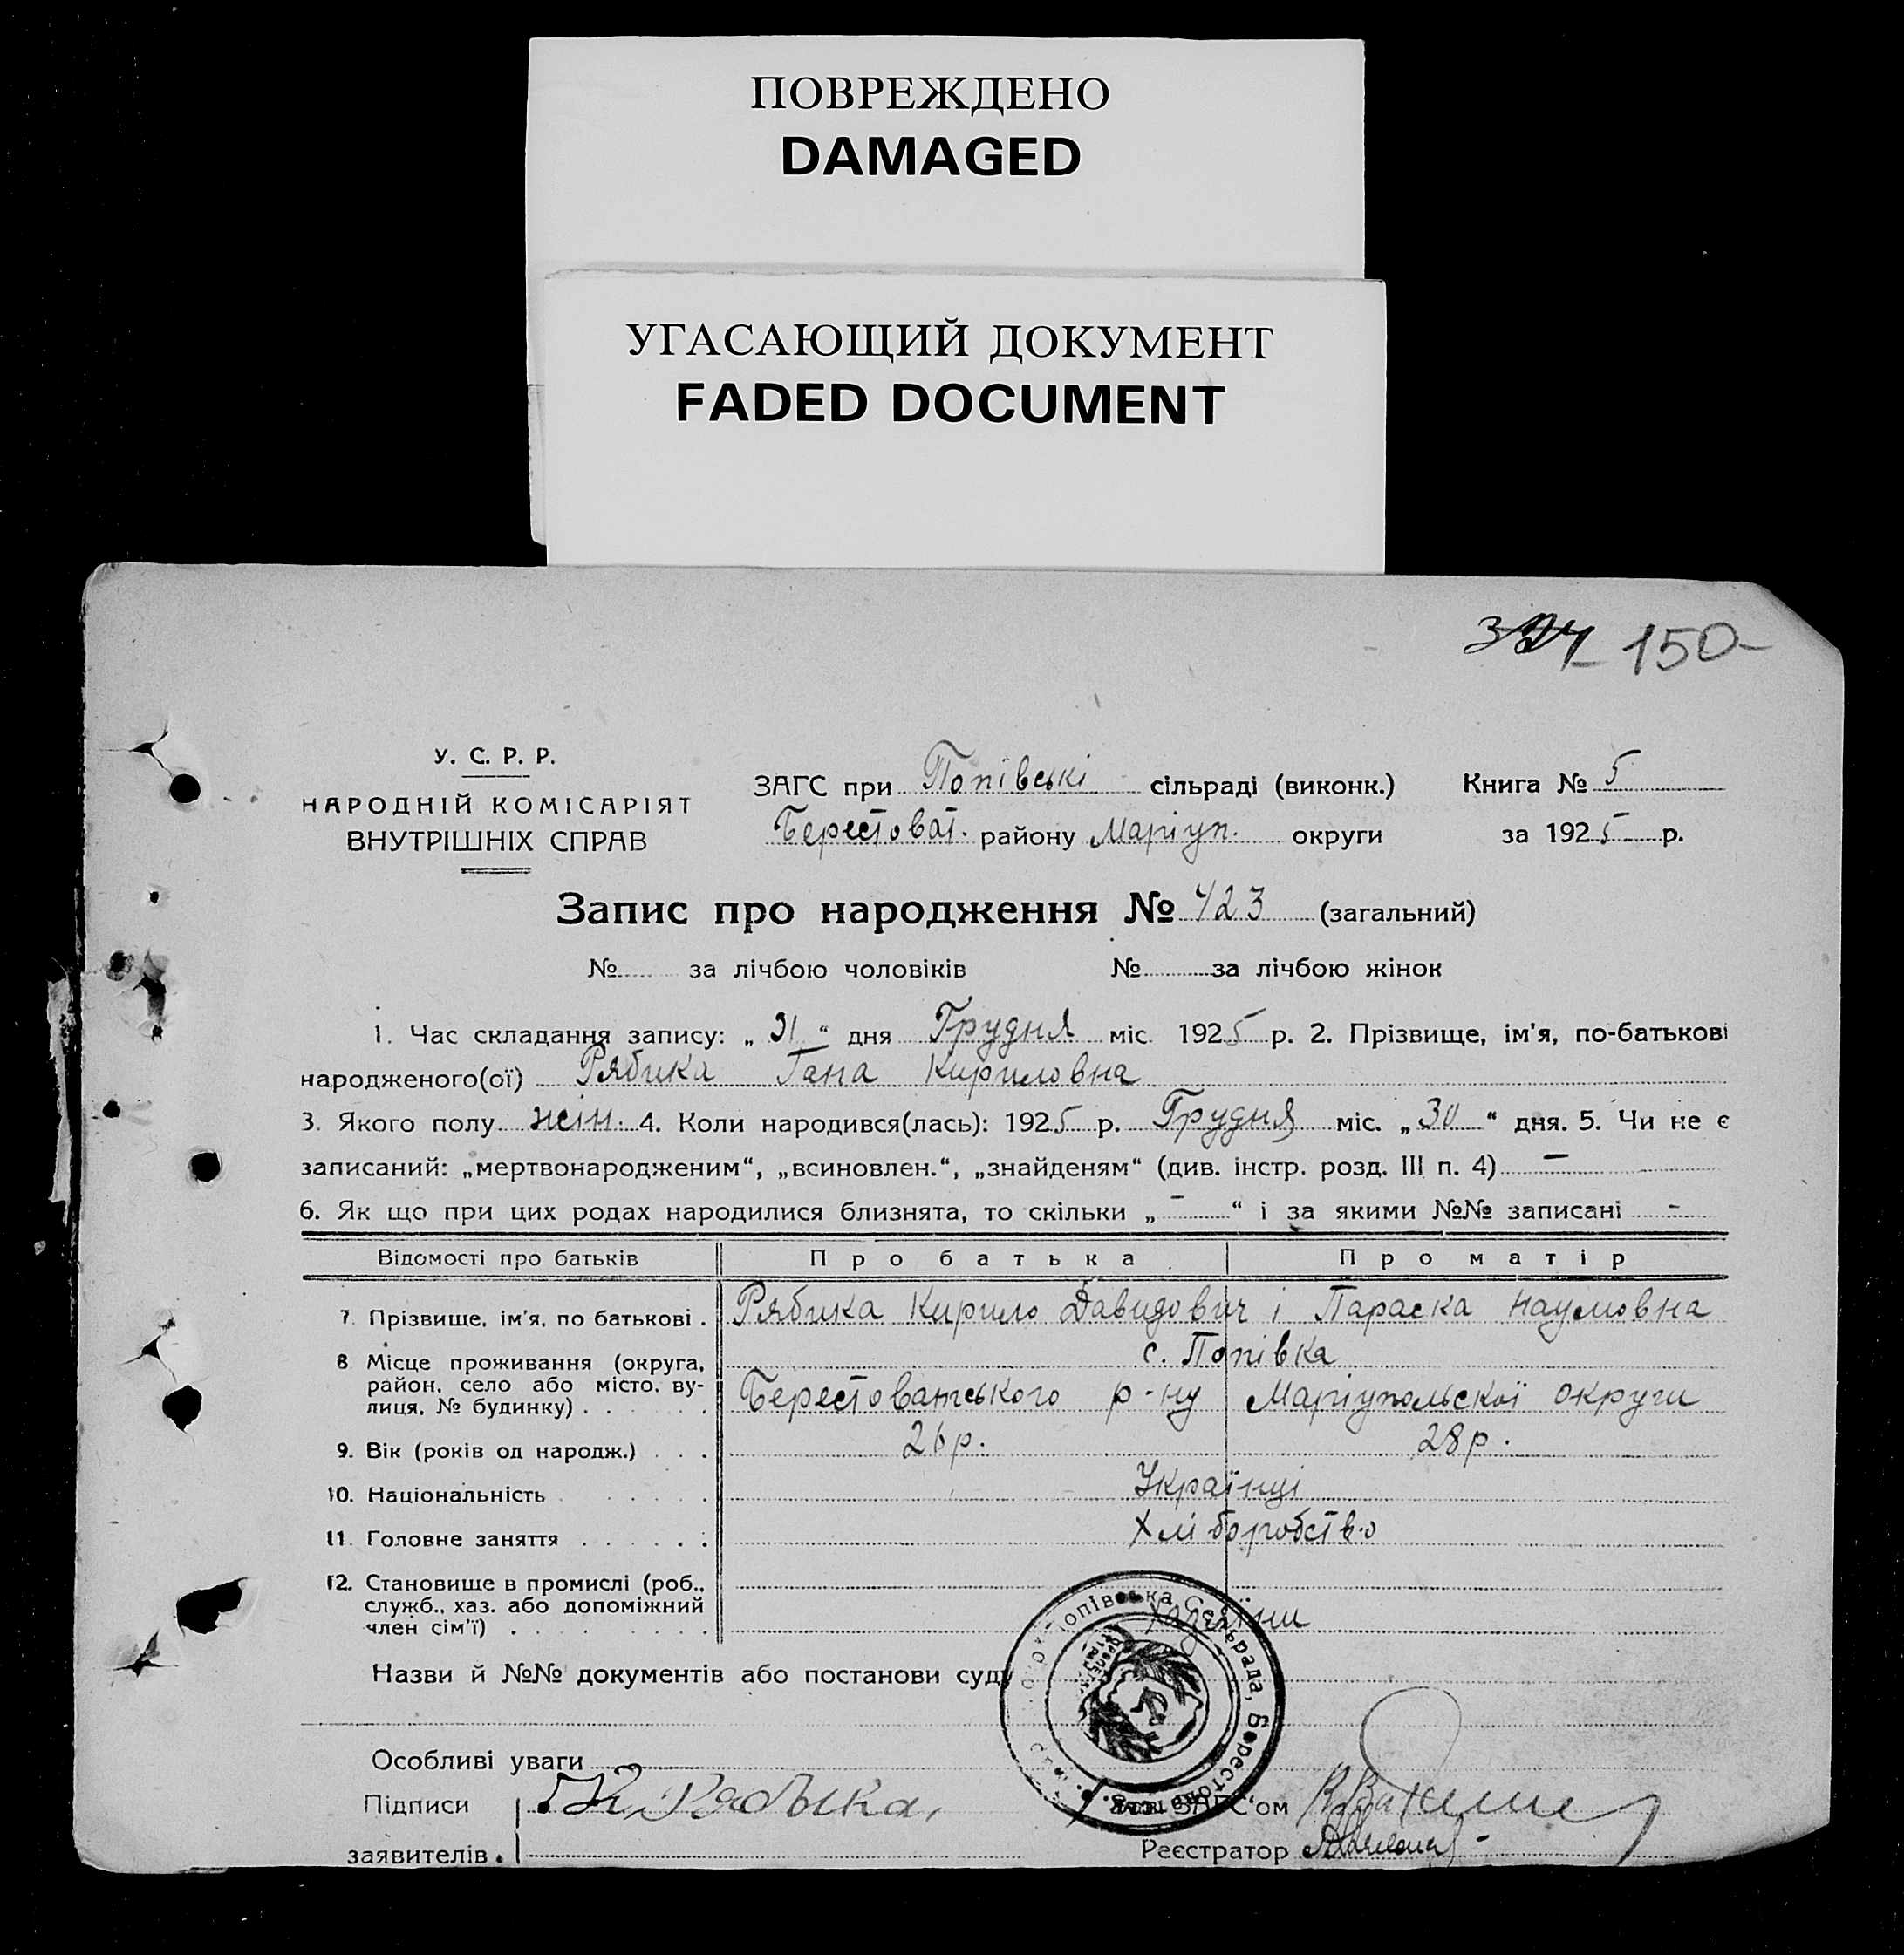 ПОВРЕЖДЕНО
DAMAGED
УГАСАЮЩИЙ ДОКУМЕНТ
FADED DOCUMENT
150-
У. С. Р. Р.
НАРОДНІЙ КОМІСАРІЯТ
ВНУТРІШНІХ СПРАВ
ЗАГС при Попівські сільраді (виконк.) Книга № 5
Берестоват. району Маріуп. округи за 1925 р.
Запис про народження № 423 (загальний)
№ за лічбою чоловіків № за лічбою жінок
1. Час складання запису: „31“ дня Грудня міс. 1925 р. 2. Прізвище, ім'я, по-батькові
народженого(ої) Рябика Гана Кириловна
3. Якого полу жін. 4. Коли народився(лась): 1925 р. Грудня міс. „30“ дня. 5. Чи не є
записаний: „мертвонародженим“, „всиновлен.“, „знайденям“ (див. інстр. розд. III п. 4) —
6. Як що при цих родах народилися близнята, то скільки „ — “ і за якими №№ записані -
Відомості про батьків Про батька Про матір
7. Прізвище, ім'я, по батькові . Рябика Кирило Давидович і Параска Наумовна
8. Місце проживання (округа, район, село або місто, вулиця, № будинку) . . . . . .
с. Попівка
Берестоватського р-ну Маріупольскої округи
9. Вік (років од народж.) . . . 26 р. 28 р.
10. Національність . . . . . . Українці
11. Головне заняття . . . . . . Хліборобство
12. Становище в промислі (роб.,
служб., хаз. або допоміжний
член сім'ї) . . . . . . . . . Хазяїни
Назви й №№ документів або постанови суду
Попівська Сельрада, Берестов
Особливі уваги
Підписи
заявителів. Рябыка,
ЗАГС'ом
Реєстратор